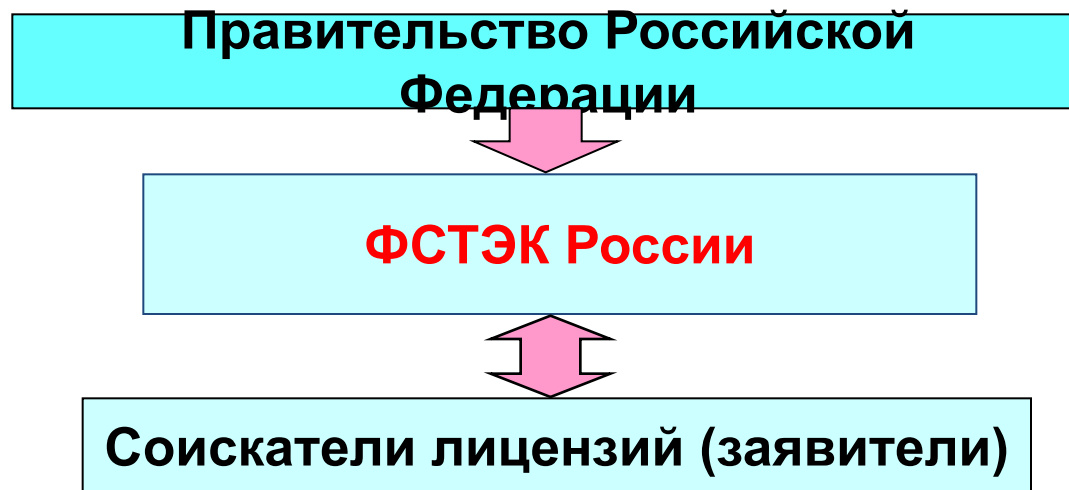 Правительство Российской
Федерации
ФСТЭК России
Соискатели лицензий (заявители)